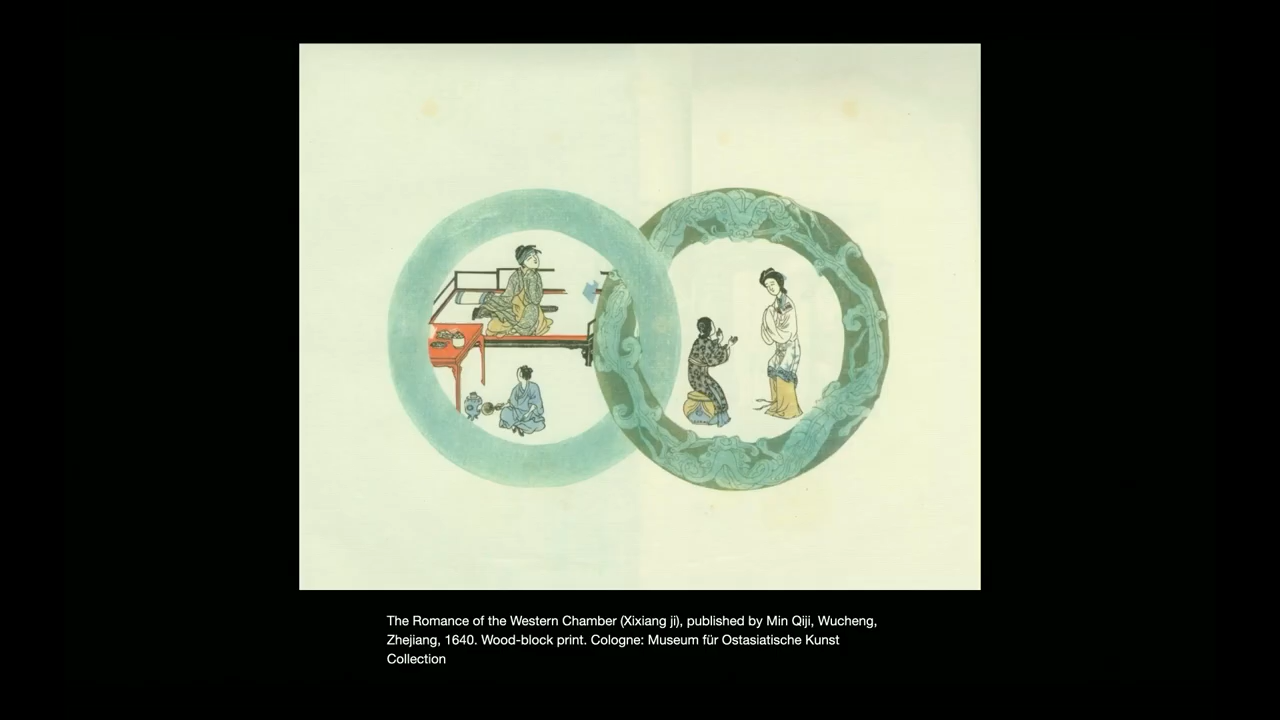 The Romance of the Western Chamber (Xixiang ji), published by Min Qiji, Wucheng,
Zhejiang, 1640. Wood-block print. Cologne: Museum für Ostasiatische Kunst
Collection